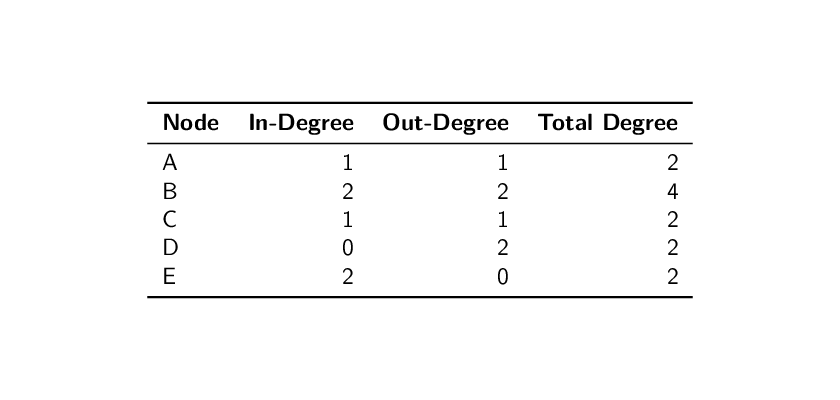 Node In-Degree Out-Degree Total Degree
A 1 1 2
B 2 2 4
C 1 1 2
D 0 2 2
E 2 0 2